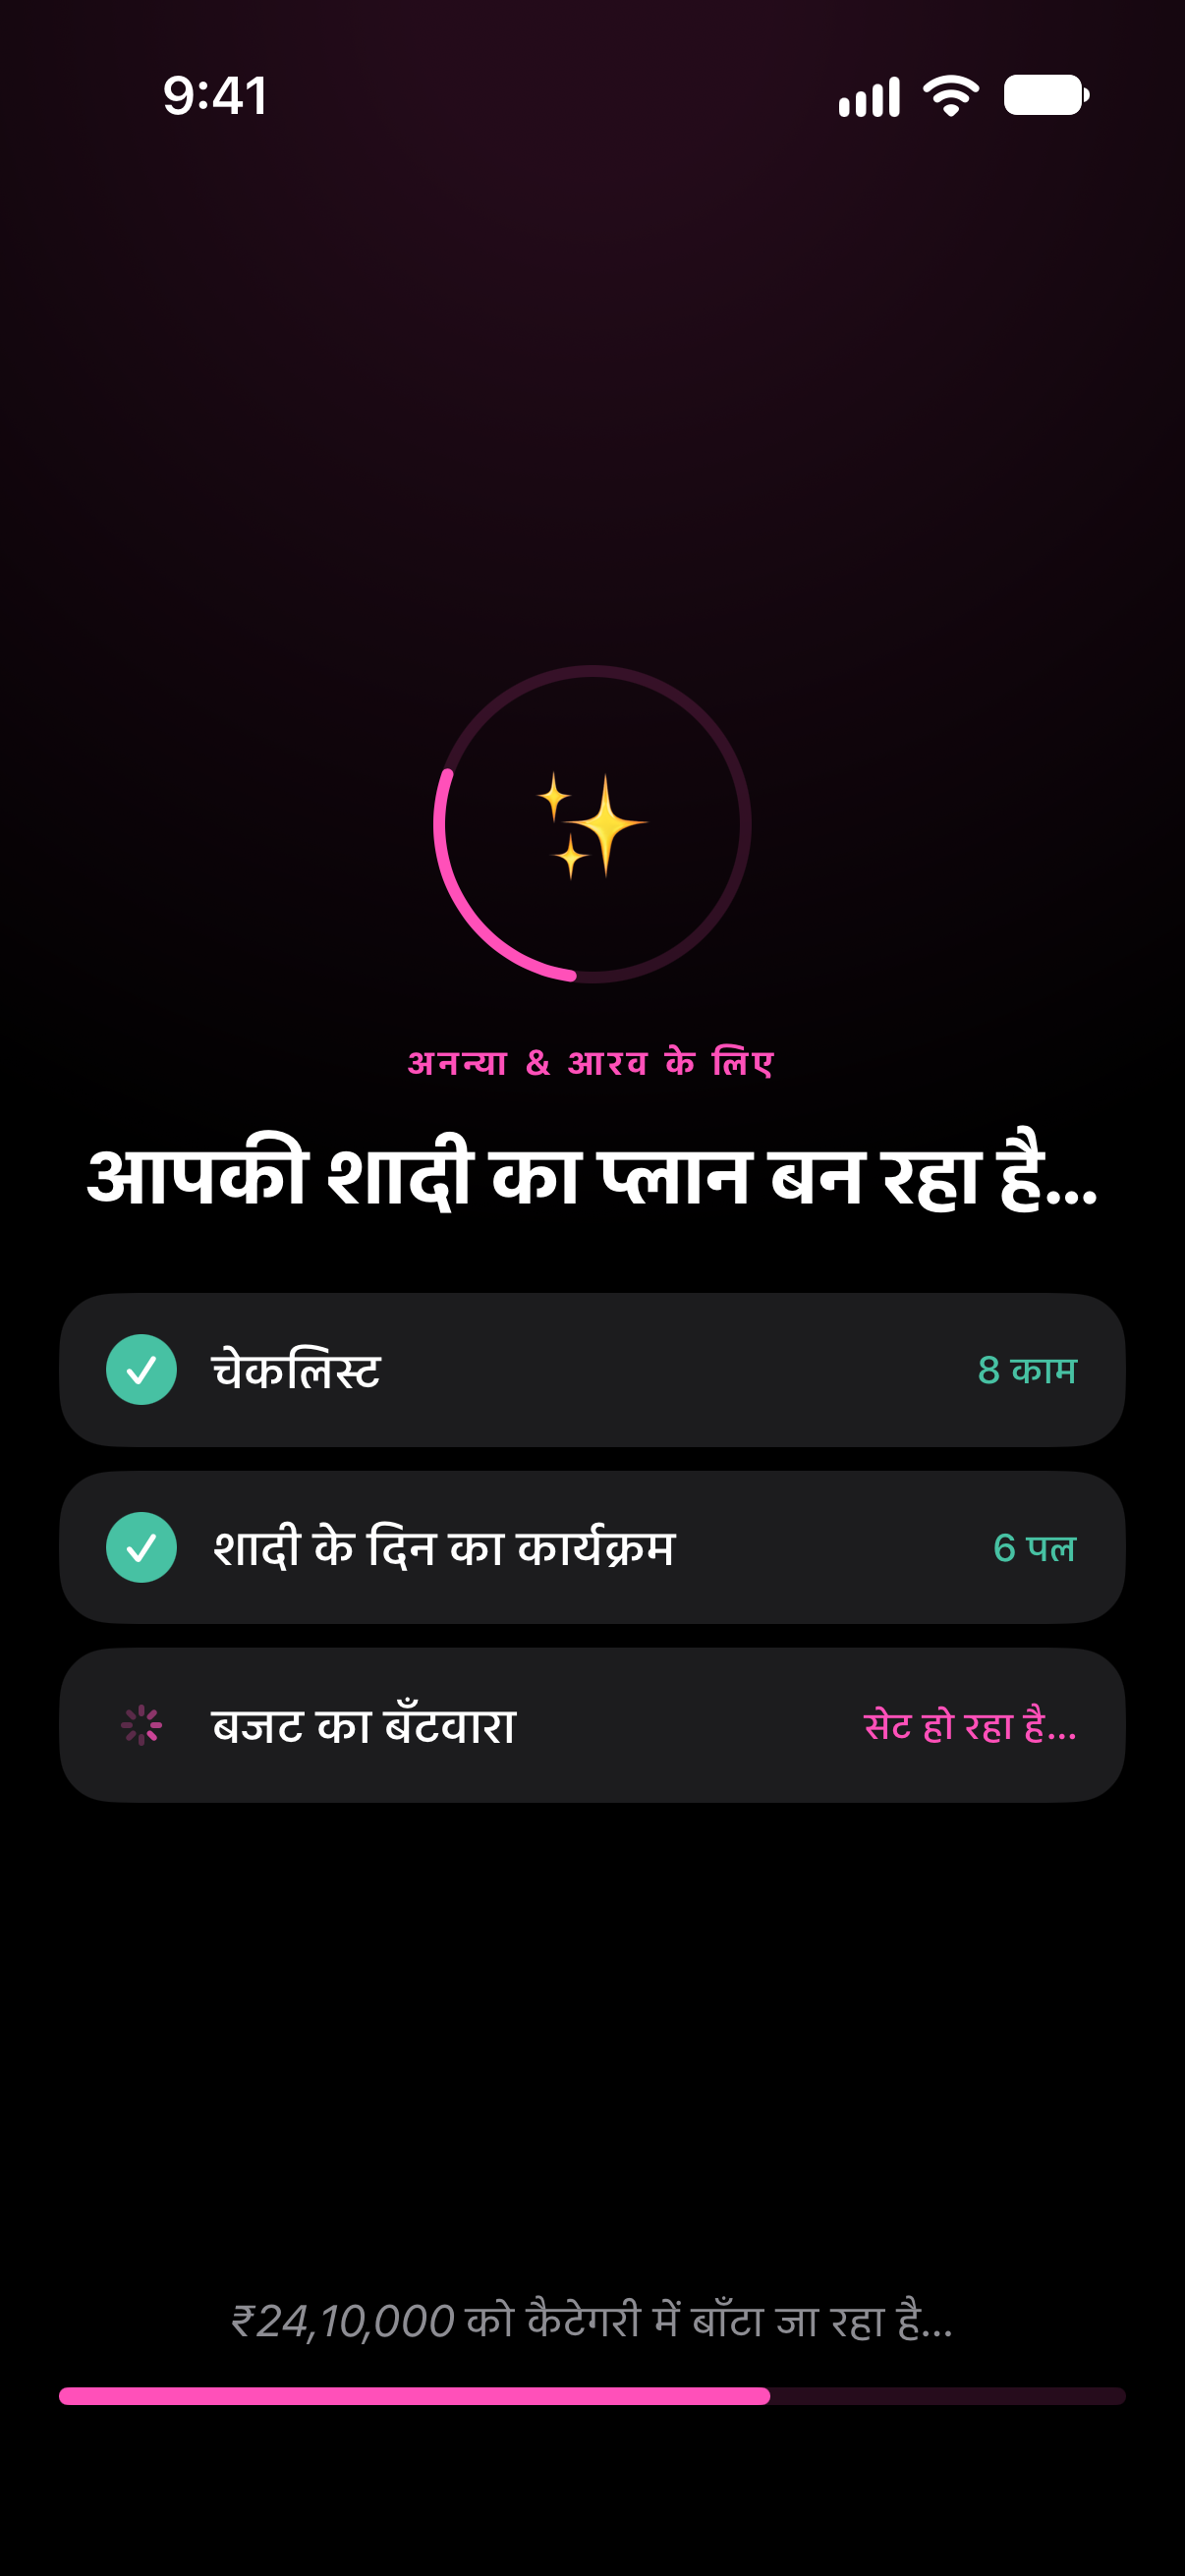 9:41
अनन्या & आरव के लिए
आपकी शादी का प्लान बन रहा है...
चेकलिस्ट
8 काम
शादी के दिन का कार्यक्रम
6 पल
बजट का बँटवारा
सेट हो रहा है...
₹24,10,000 को कैटेगरी में बाँटा जा रहा है...